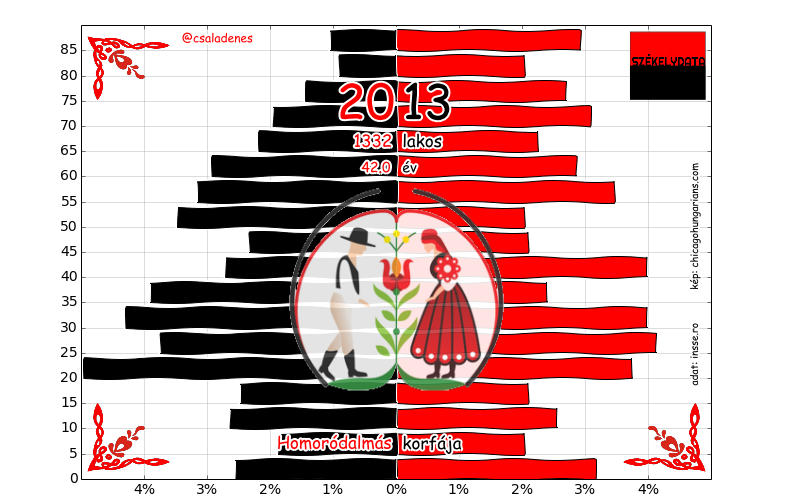 @csaladenes
SZÉKELYDATA
2013
1332 lakos
42.0 év
kép: chicagohungarians.com
adat: insse.ro
Homoródalmás korfája
85
80
75
70
65
60
55
50
45
40
35
30
25
20
15
10
5
0
4% 3% 2% 1% 0% 1% 2% 3% 4%